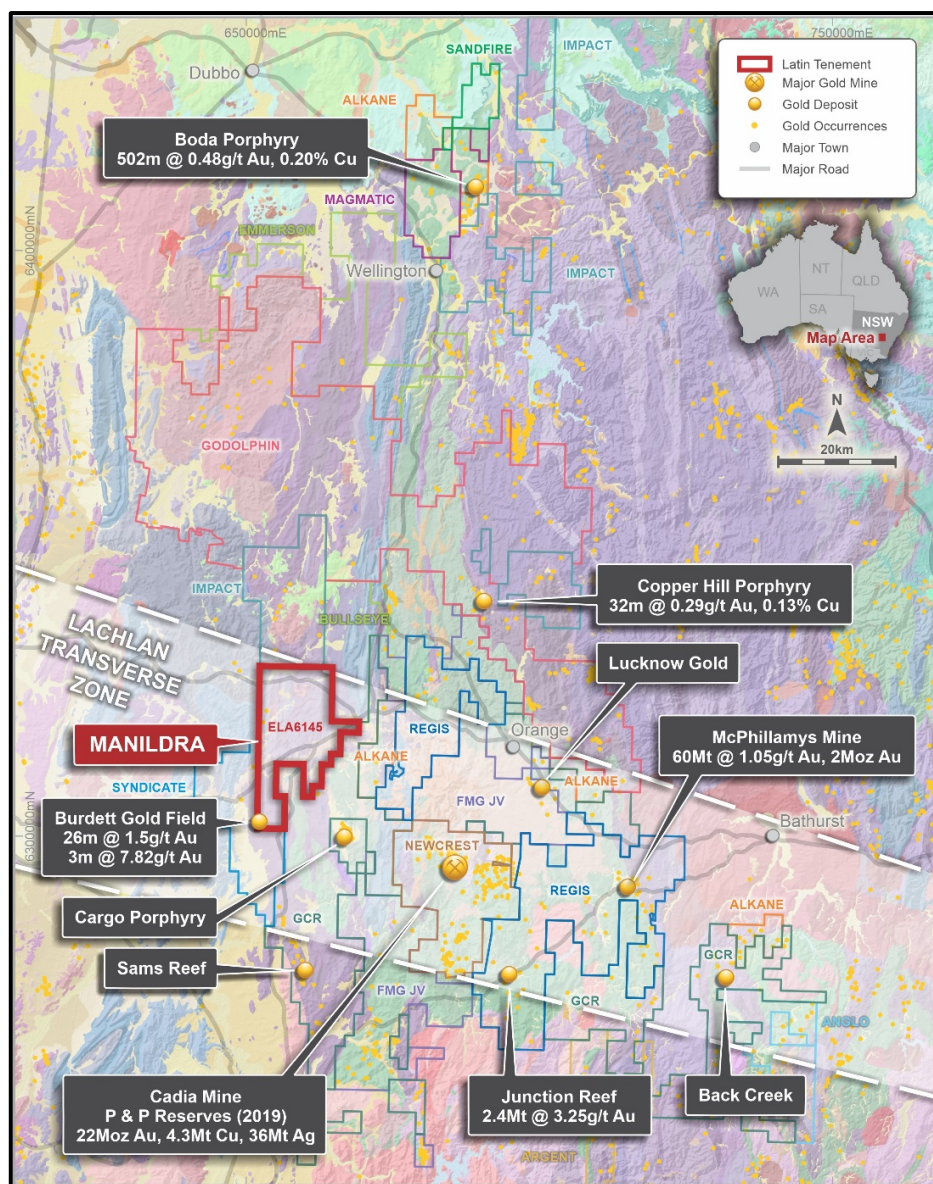 650000mE
750000mE
6400000mN
6300000mN
Latin Tenement
Major Gold Mine
Gold Deposit
Gold Occurrences
Major Town
Major Road
WA
NT
QLD
SA
NSW
Map Area
N
20km
Dubbo
SANDFIRE
IMPACT
ALKANE
Boda Porphyry
502m @ 0.48g/t Au, 0.20% Cu
MAGMATIC
EMMERSON
Wellington
IMPACT
GODOLPHIN
IMPACT
BULLSEYE
Copper Hill Porphyry
32m @ 0.29g/t Au, 0.13% Cu
LACHLAN
TRANSVERSE
ZONE
Lucknow Gold
ELA6145
MANILDRA
REGIS
Orange
ALKANE
McPhillamys Mine
60Mt @ 1.05g/t Au, 2Moz Au
SYNDICATE
ALKANE
FMG JV
Burdett Gold Field
26m @ 1.5g/t Au
3m @ 7.82g/t Au
Bathurst
NEWCREST
REGIS
Cargo Porphyry
GCR
ALKANE
GCR
Sams Reef
FMG JV
GCR
ANGLO
Cadia Mine
P & P Reserves (2019)
22Moz Au, 4.3Mt Cu, 36Mt Ag
Junction Reef
2.4Mt @ 3.25g/t Au
Back Creek
ARGENT